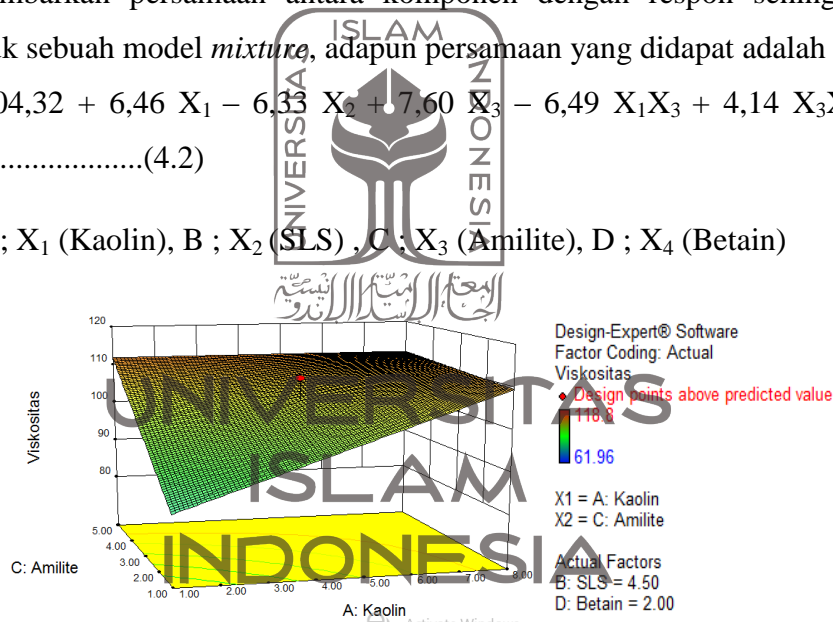 mbarkan persamaan antara komponen dengan respon sehing
uk sebuah model mixture, adapun persamaan yang didapat adalah
04,32 + 6,46 X1 – 6,33 X2 + 7,60 X3 – 6,49 X1X3 + 4,14 X3X
...................(4.2)
; X1 (Kaolin), B ; X2 (SLS) , C ; X3 (Amilite), D ; X4 (Betain)
ISLAM
UNIVERSITAS
INDONESIA
Design-Expert® Software
Factor Coding: Actual
Viskositas
Design points above predicted value
118.8
61.96
X1 = A: Kaolin
X2 = C: Amilite
Actual Factors
B: SLS = 4.50
D: Betain = 2.00
Viskositas
120
110
100
90
80
5.00
4.00
3.00
2.00
1.00
C: Amilite
1.00
2.00
3.00
4.00
5.00
6.00
7.00
8.00
A: Kaolin
UNIVERSITAS
ISLAM
INDONESIA